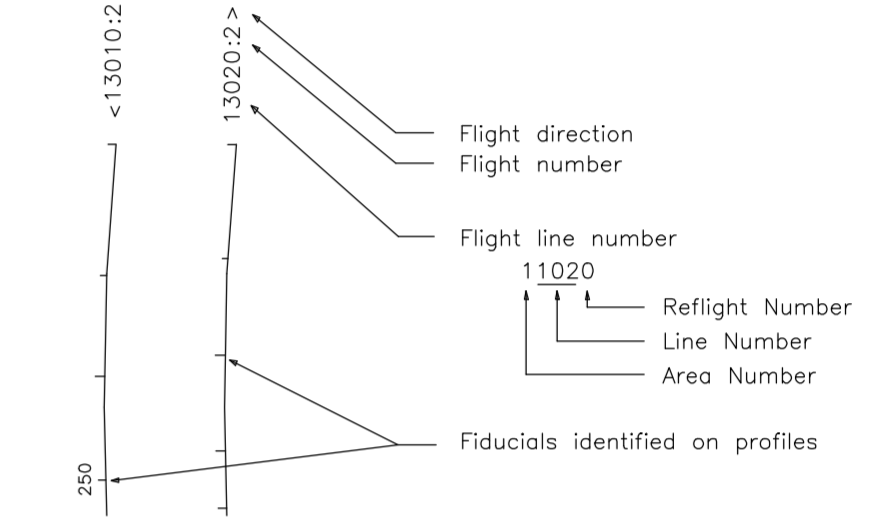 <13010:2
13020:2 >
Flight direction
Flight number
Flight line number
11020
Reflight Number
Line Number
Area Number
Fiducials identified on profiles
250